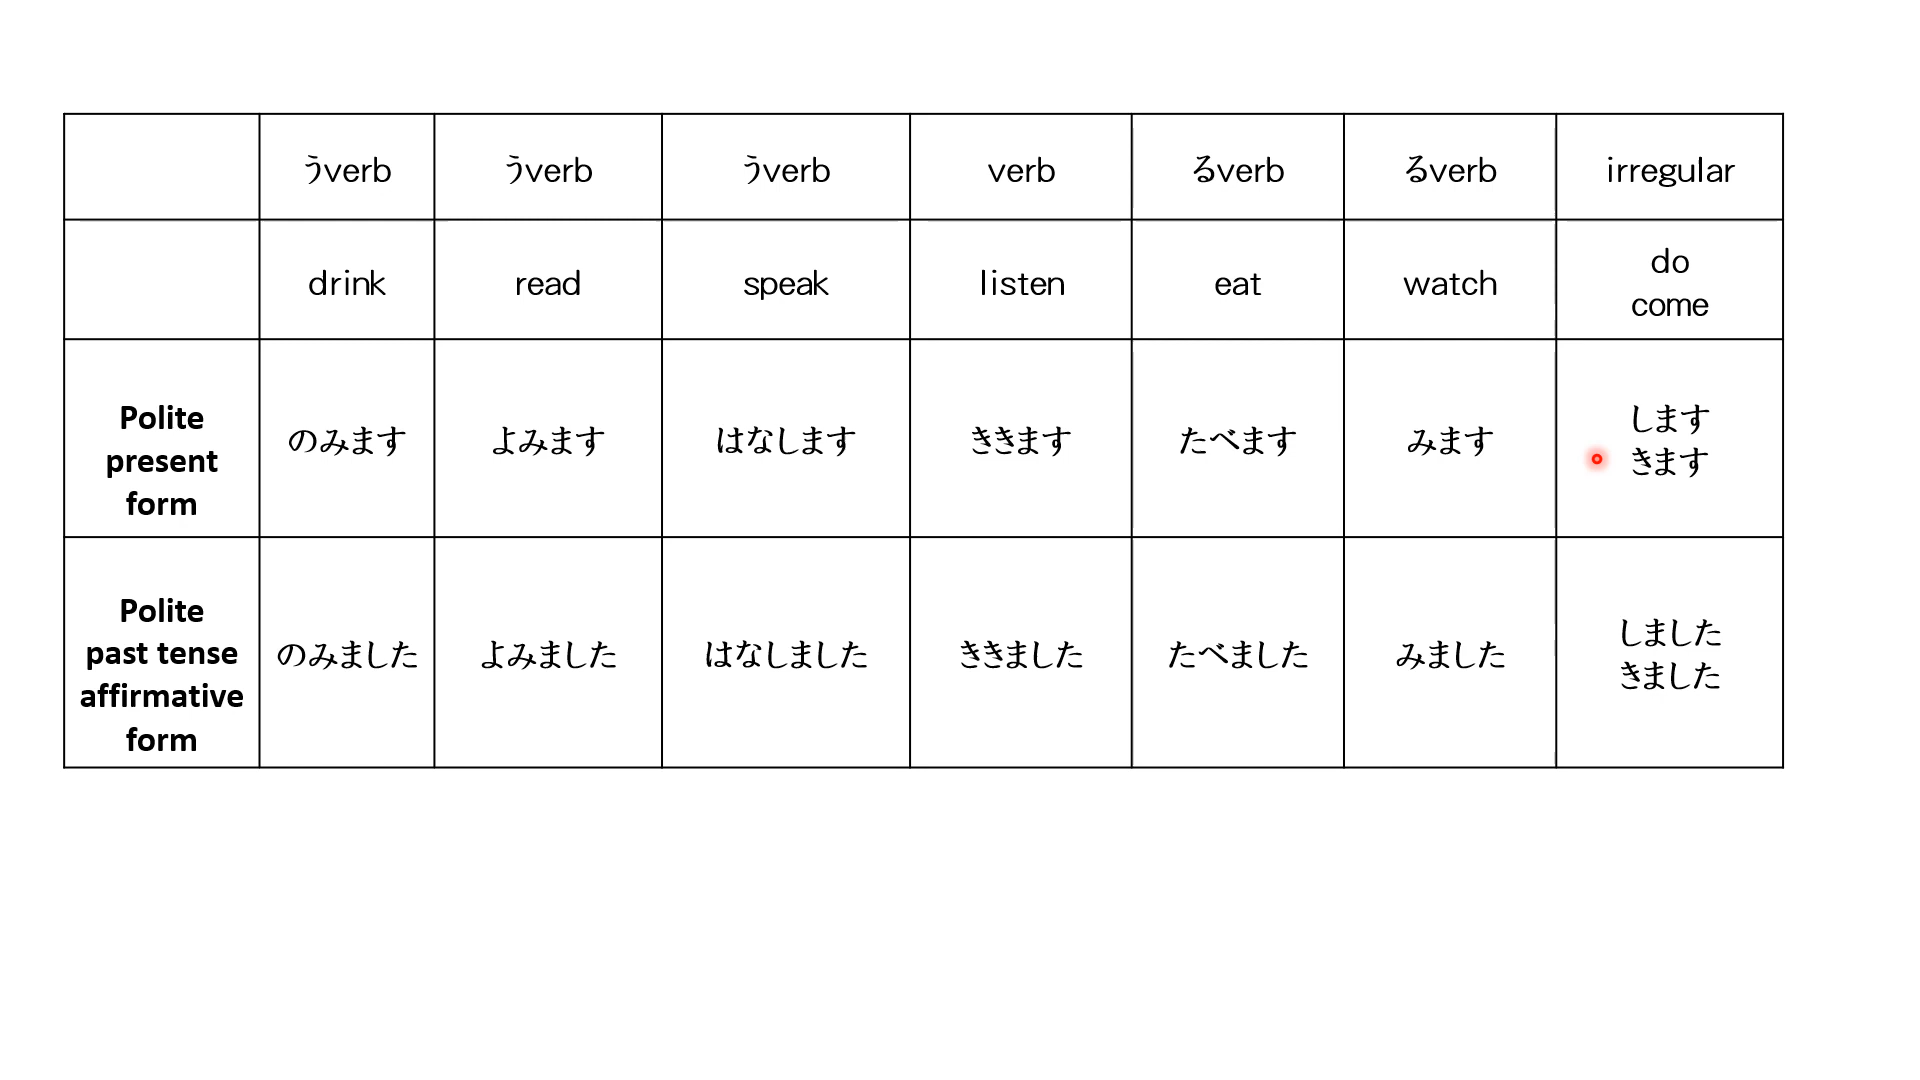 うverb うverb うverb verb るverb るverb irregular
drink read speak listen eat watch do
come
Polite
present
form
のみます よみます はなします ききます たべます みます します
きます
Polite
past tense
affirmative
form
のみました よみました はなしました ききました たべました みました しました
きました